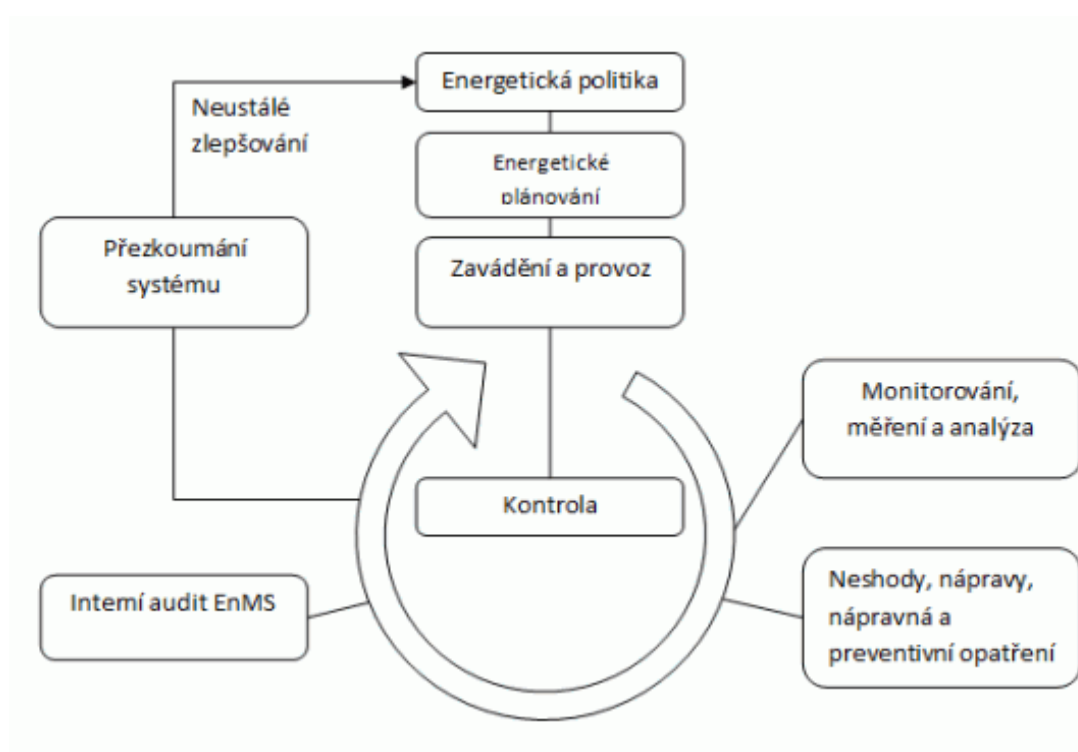 Energetická politika
Neustálé
zlepšování
Energetické
plánování
Přezkoumání
systému
Zavádění a provoz
Monitorování,
měření a analýza
Kontrola
Interní audit EnMS
Neshody, nápravy,
nápravná a
preventivní opatření